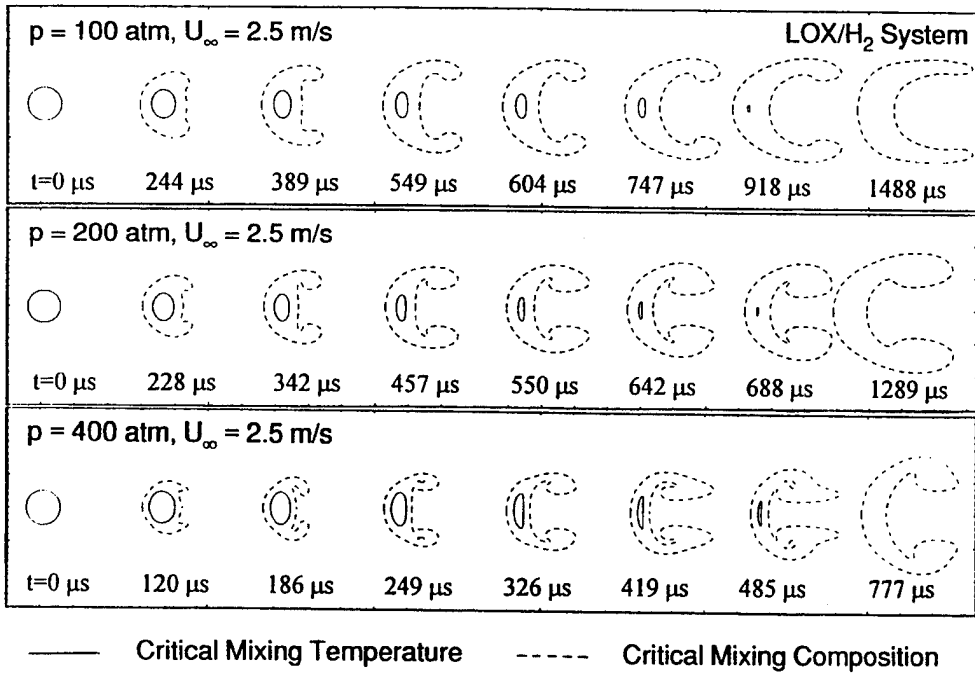 p = 100 atm, U∞ = 2.5 m/s LOX/H₂ System
t=0 μs 244 μs 389 μs 549 μs 604 μs 747 μs 918 μs 1488 μs
p = 200 atm, U∞ = 2.5 m/s
t=0 μs 228 μs 342 μs 457 μs 550 μs 642 μs 688 μs 1289 μs
p = 400 atm, U∞ = 2.5 m/s
t=0 μs 120 μs 186 μs 249 μs 326 μs 419 μs 485 μs 777 μs
Critical Mixing Temperature Critical Mixing Composition